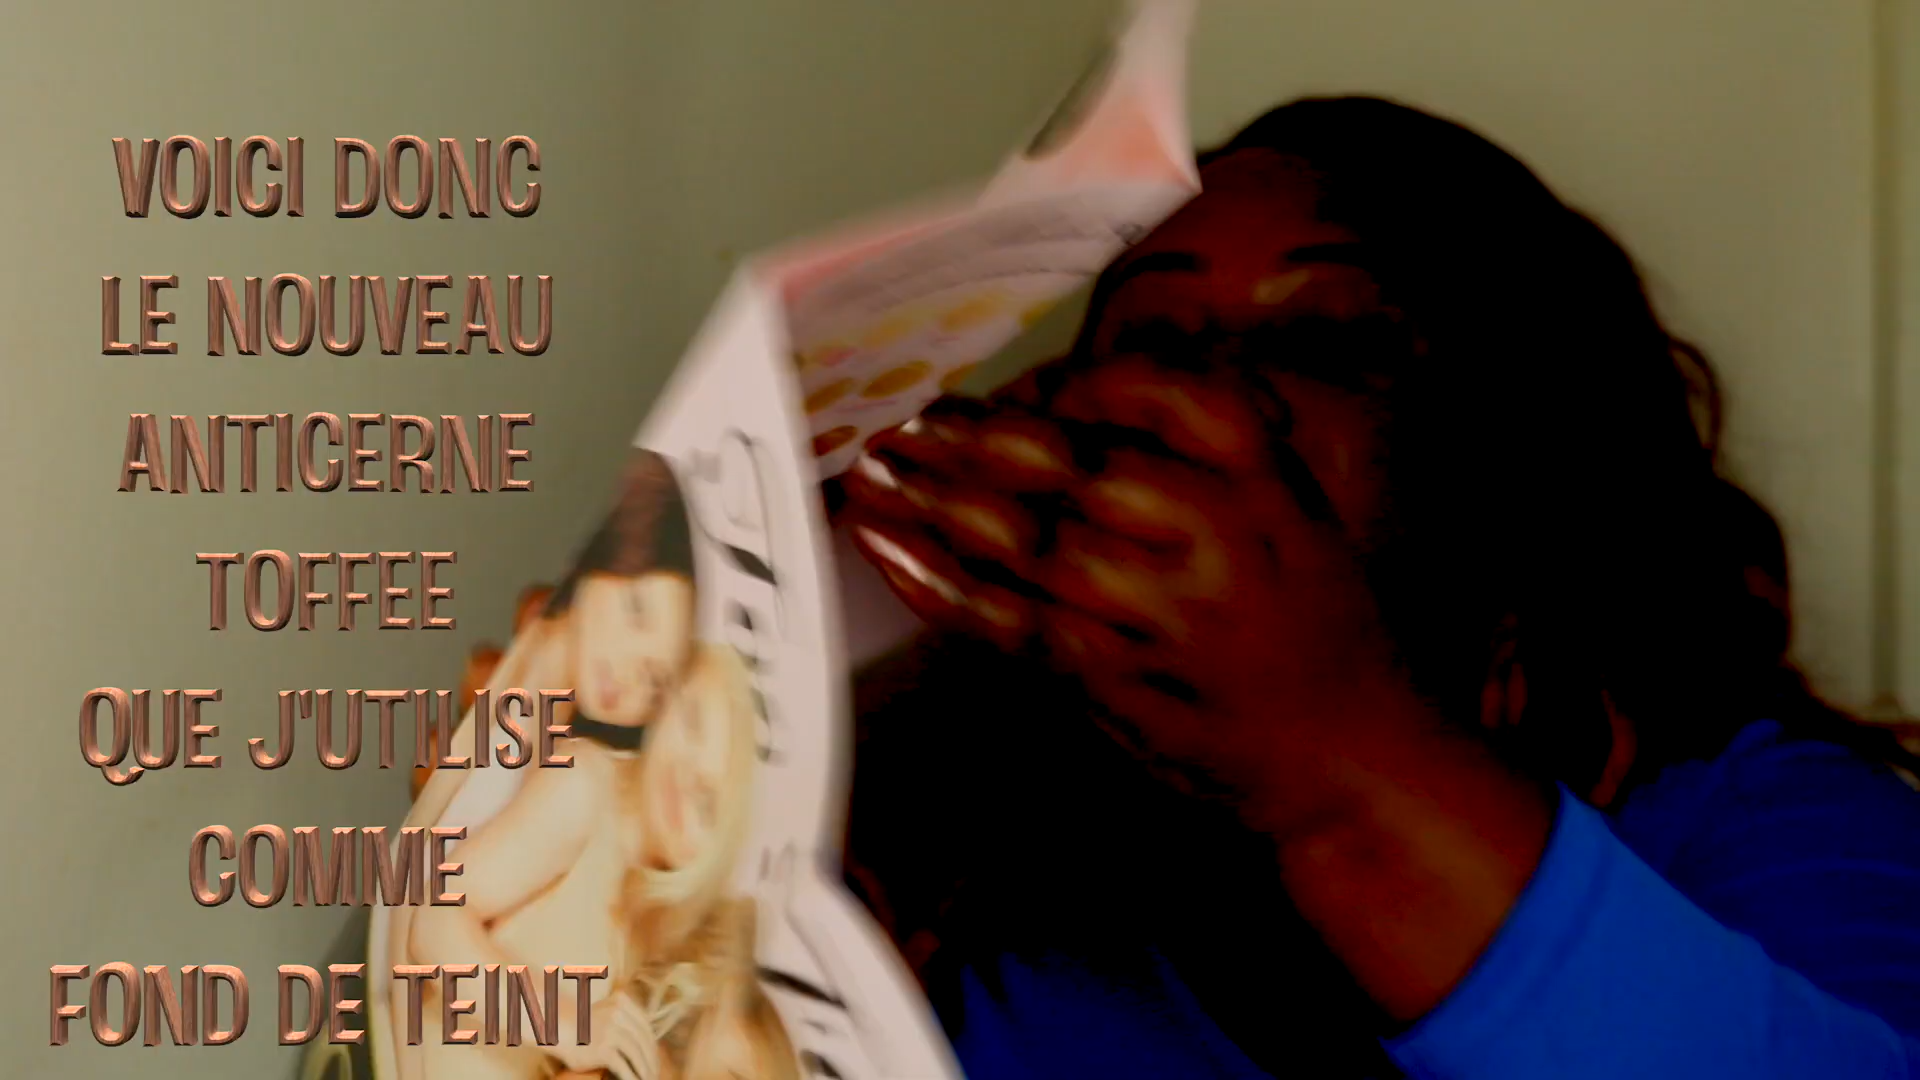 VOICI DONC
LE NOUVEAU
ANTICERNE
TOFFEE
QUE J'UTILISE
COMME
FOND DE TEINT